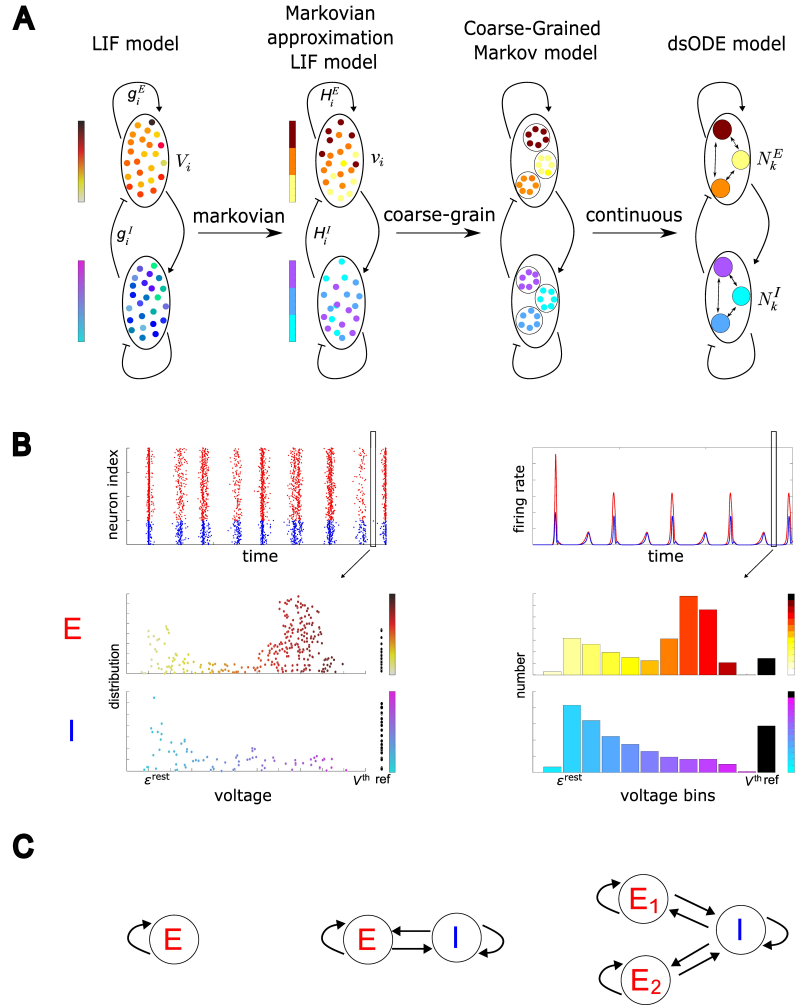 A
LIF model
Markovian
approximation
LIF model
Coarse-Grained
Markov model
dsODE model
g_i^E
H_i^E
V_i
v_i
N_k^E
markovian
coarse-grain
continuous
g_i^I
H_i^I
N_k^I
B
neuron index
time
firing rate
time
E
I
distribution
ε^rest
V^th
ref
voltage
number
ε^rest
V^th
ref
voltage bins
C
E
E
I
E₁
I
E₂